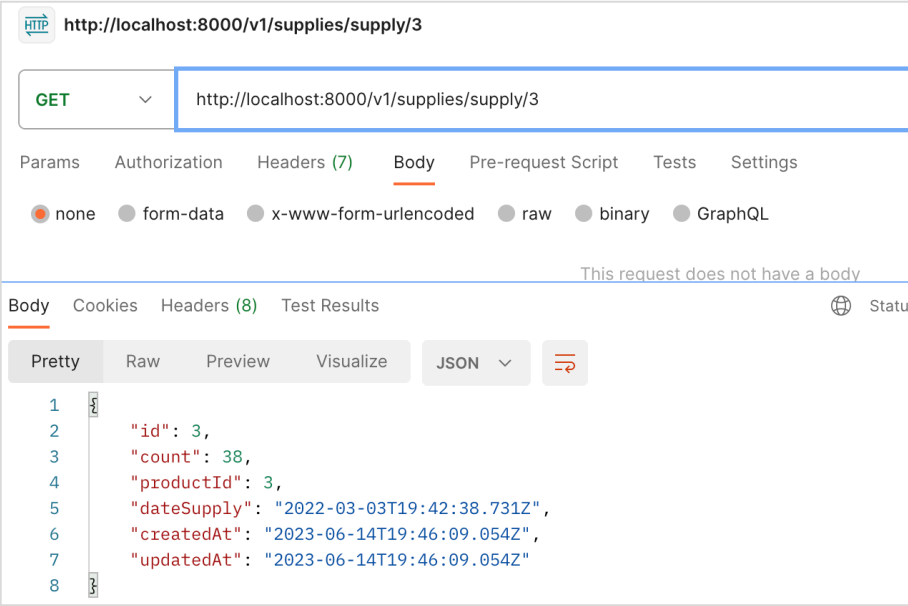 HTTP http://localhost:8000/v1/supplies/supply/3
GET http://localhost:8000/v1/supplies/supply/3
Params Authorization Headers (7) Body Pre-request Script Tests Settings
none form-data x-www-form-urlencoded raw binary GraphQL
This request does not have a body
Body Cookies Headers (8) Test Results Statu
Pretty Raw Preview Visualize JSON
1 {
2 "id": 3,
3 "count": 38,
4 "productId": 3,
5 "dateSupply": "2022-03-03T19:42:38.731Z",
6 "createdAt": "2023-06-14T19:46:09.054Z",
7 "updatedAt": "2023-06-14T19:46:09.054Z"
8 }